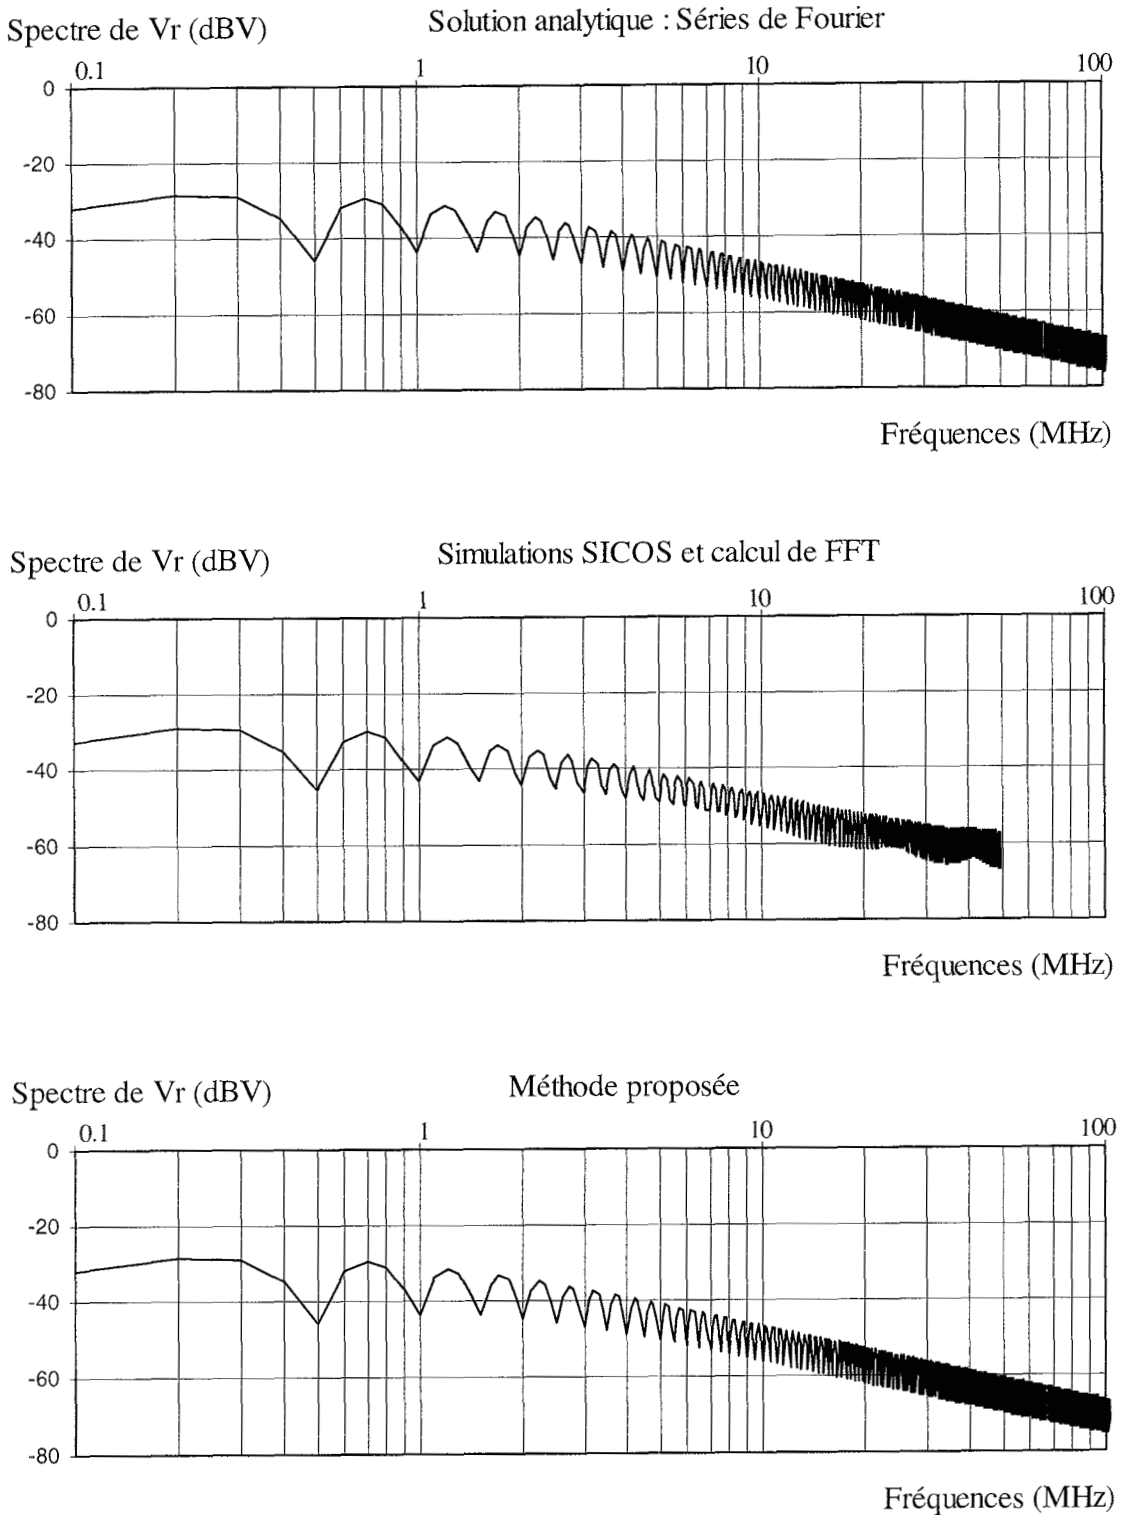 Solution analytique : Séries de Fourier
Spectre de Vr (dBV)
0.1 1 10 100
0
-20
-40
-60
-80
Fréquences (MHz)
Simulations SICOS et calcul de FFT
Spectre de Vr (dBV)
0.1 1 10 100
0
-20
-40
-60
-80
Fréquences (MHz)
Méthode proposée
Spectre de Vr (dBV)
0.1 1 10 100
0
-20
-40
-60
-80
Fréquences (MHz)